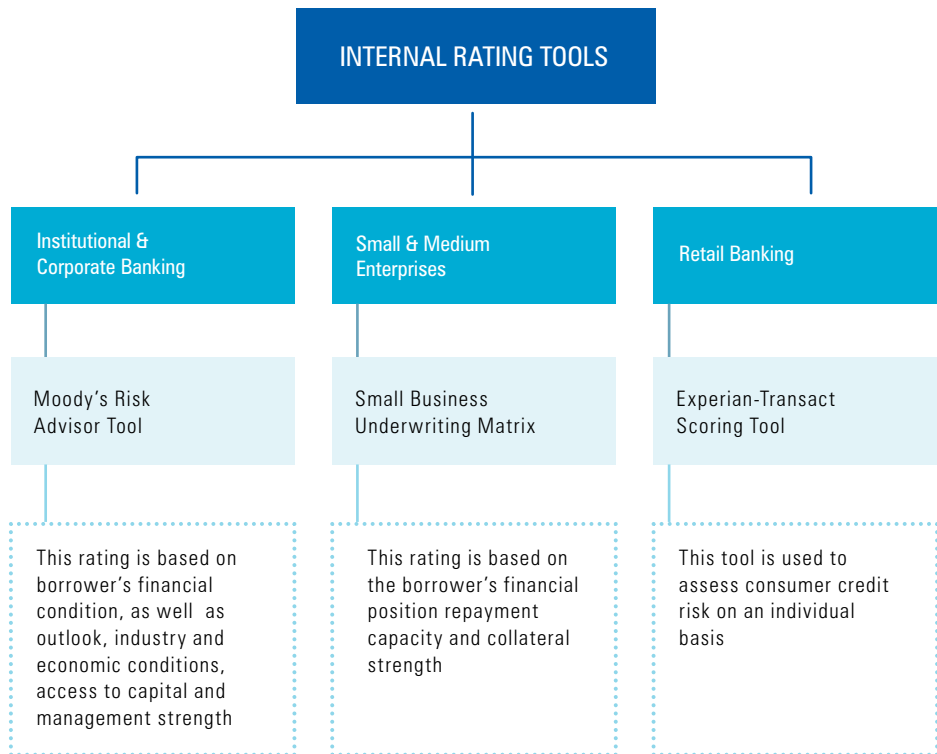 INTERNAL RATING TOOLS
Institutional &
Corporate Banking
Small & Medium
Enterprises
Retail Banking
Moody's Risk
Advisor Tool
Small Business
Underwriting Matrix
Experian-Transact
Scoring Tool
This rating is based on
borrower's financial
condition, as well as
outlook, industry and
economic conditions,
access to capital and
management strength
This rating is based on
the borrower's financial
position repayment
capacity and collateral
strength
This tool is used to
assess consumer credit
risk on an individual
basis